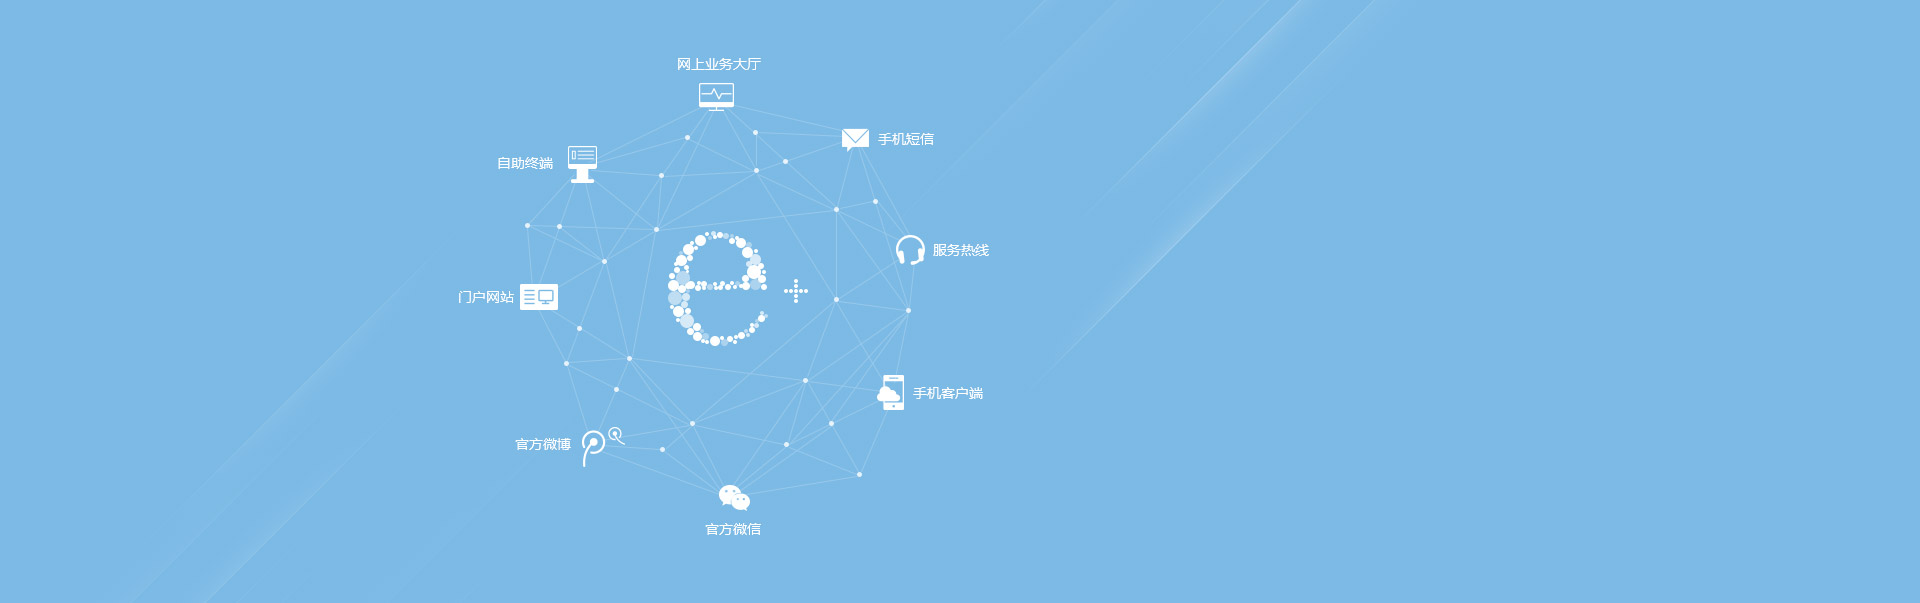 网上业务大厅
手机短信
自助终端
服务热线
门户网站
e+
手机客户端
官方微博
官方微信